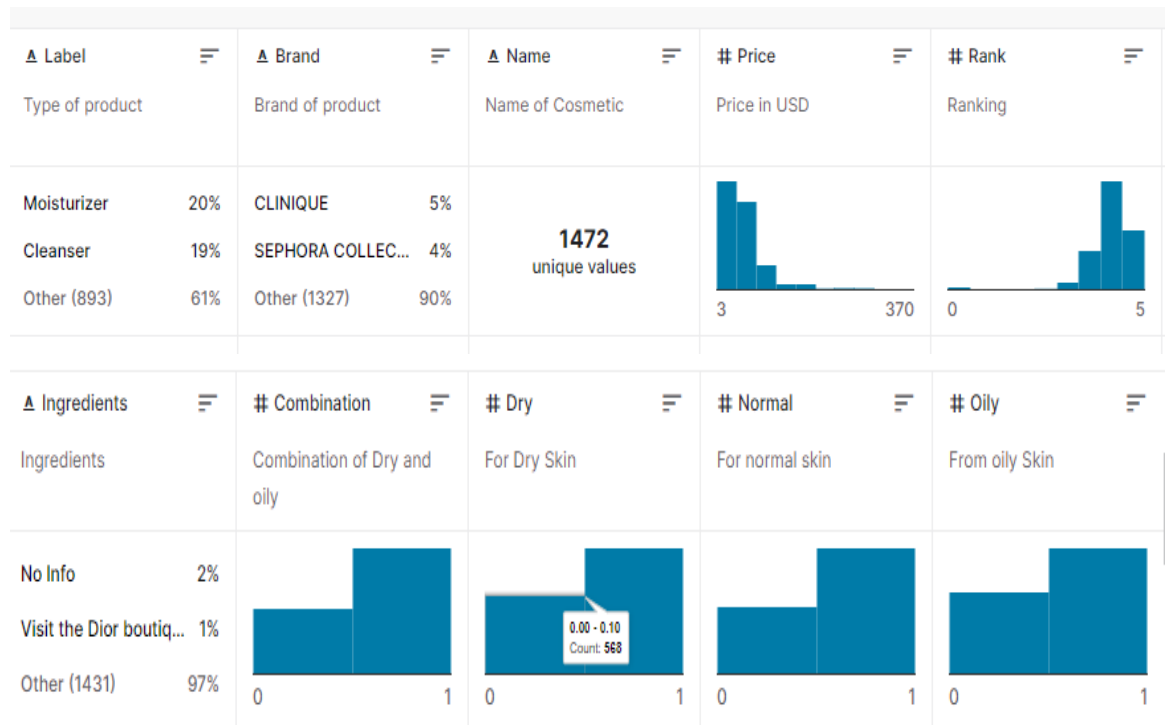 A Label
A Brand
A Name
# Price
# Rank
Type of product
Brand of product
Name of Cosmetic
Price in USD
Ranking
Moisturizer 20%
Cleanser 19%
Other (893) 61%
CLINIQUE 5%
SEPHORA COLLEC... 4%
Other (1327) 90%
1472
unique values
3 370
0 5
A Ingredients
# Combination
# Dry
# Normal
# Oily
Ingredients
Combination of Dry and
oily
For Dry Skin
For normal skin
From oily Skin
No Info 2%
Visit the Dior boutiq... 1%
Other (1431) 97%
0.00 - 0.10
Count: 568
0 1
0 1
0 1
0 1